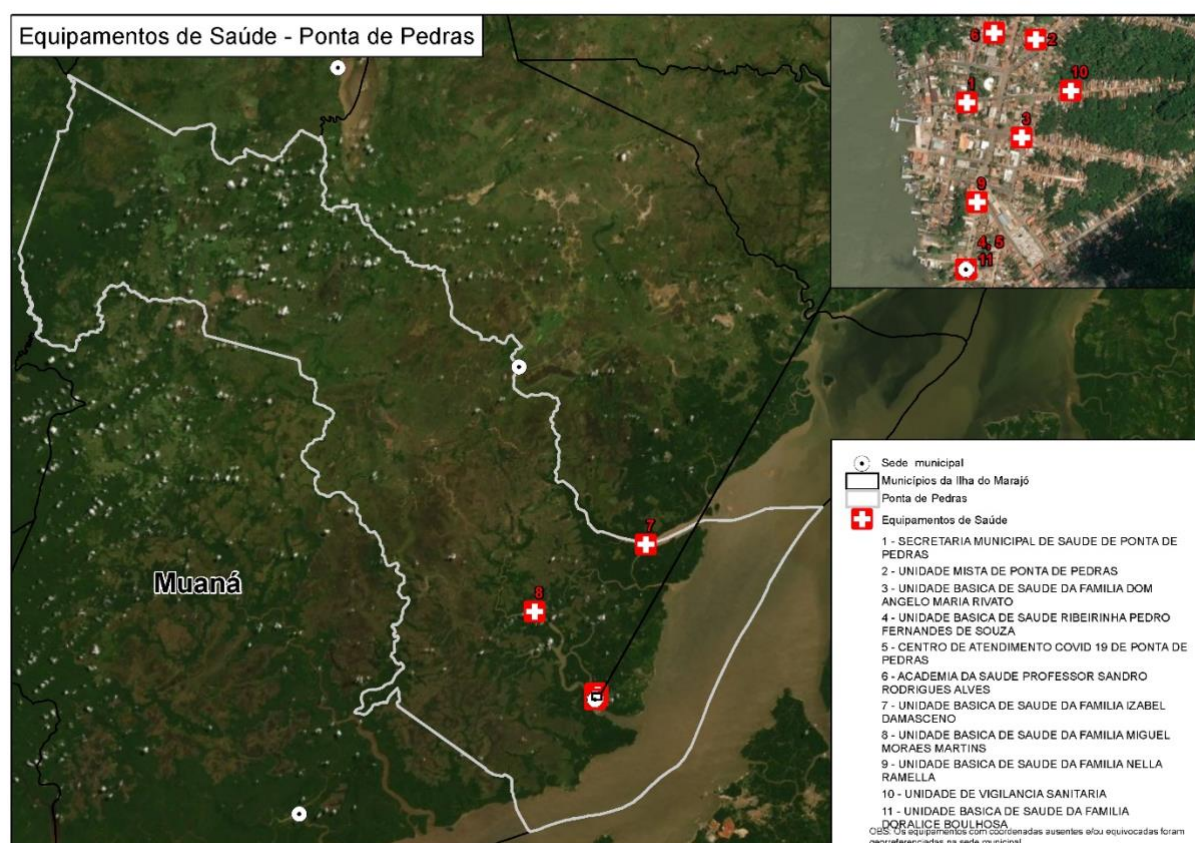 Equipamentos de Saúde - Ponta de Pedras
6
2
10
1
3
9
4, 5
11
7
8
Muaná
Sede municipal
Municípios da Ilha do Marajó
Ponta de Pedras
Equipamentos de Saúde
1 - SECRETARIA MUNICIPAL DE SAUDE DE PONTA DE
PEDRAS
2 - UNIDADE MISTA DE PONTA DE PEDRAS
3 - UNIDADE BASICA DE SAUDE DA FAMILIA DOM
ANGELO MARIA RIVATO
4 - UNIDADE BASICA DE SAUDE RIBEIRINHA PEDRO
FERNANDES DE SOUZA
5 - CENTRO DE ATENDIMENTO COVID 19 DE PONTA DE
PEDRAS
6 - ACADEMIA DA SAUDE PROFESSOR SANDRO
RODRIGUES ALVES
7 - UNIDADE BASICA DE SAUDE DA FAMILIA IZABEL
DAMASCENO
8 - UNIDADE BASICA DE SAUDE DA FAMILIA MIGUEL
MORAES MARTINS
9 - UNIDADE BASICA DE SAUDE DA FAMILIA NELLA
RAMELLA
10 - UNIDADE DE VIGILANCIA SANITARIA
11 - UNIDADE BASICA DE SAUDE DA FAMILIA
DORALICE BOULHOSA
OBS: Os equipamentos com coordenadas ausentes e/ou equivocadas foram
georreferenciadas na sede municipal